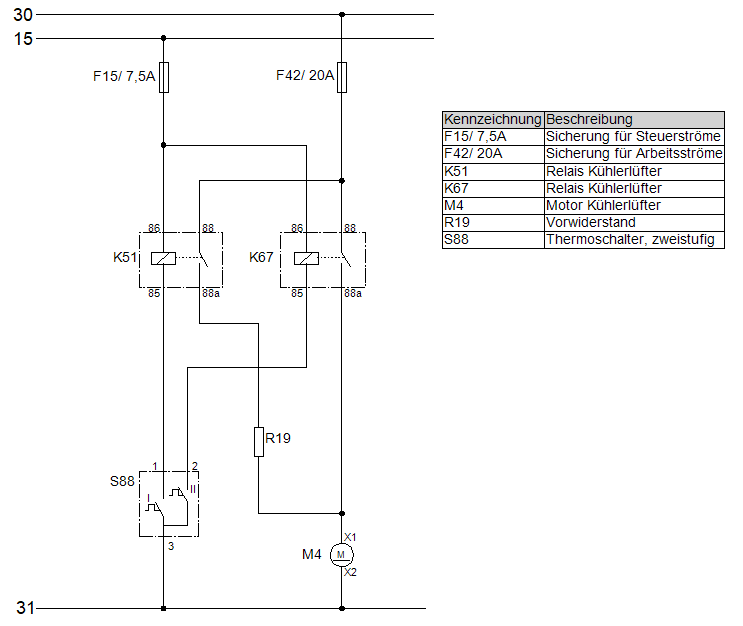 30
15
F15/ 7,5A
F42/ 20A
Kennzeichnung Beschreibung
F15/ 7,5A Sicherung für Steuerströme
F42/ 20A Sicherung für Arbeitsströme
K51 Relais Kühlerlüfter
K67 Relais Kühlerlüfter
M4 Motor Kühlerlüfter
R19 Vorwiderstand
S88 Thermoschalter, zweistufig
86 88 86 88
K51 K67
85 88a 85 88a
R19
1 2
S88
I II
3
X1
M4 M
X2
31